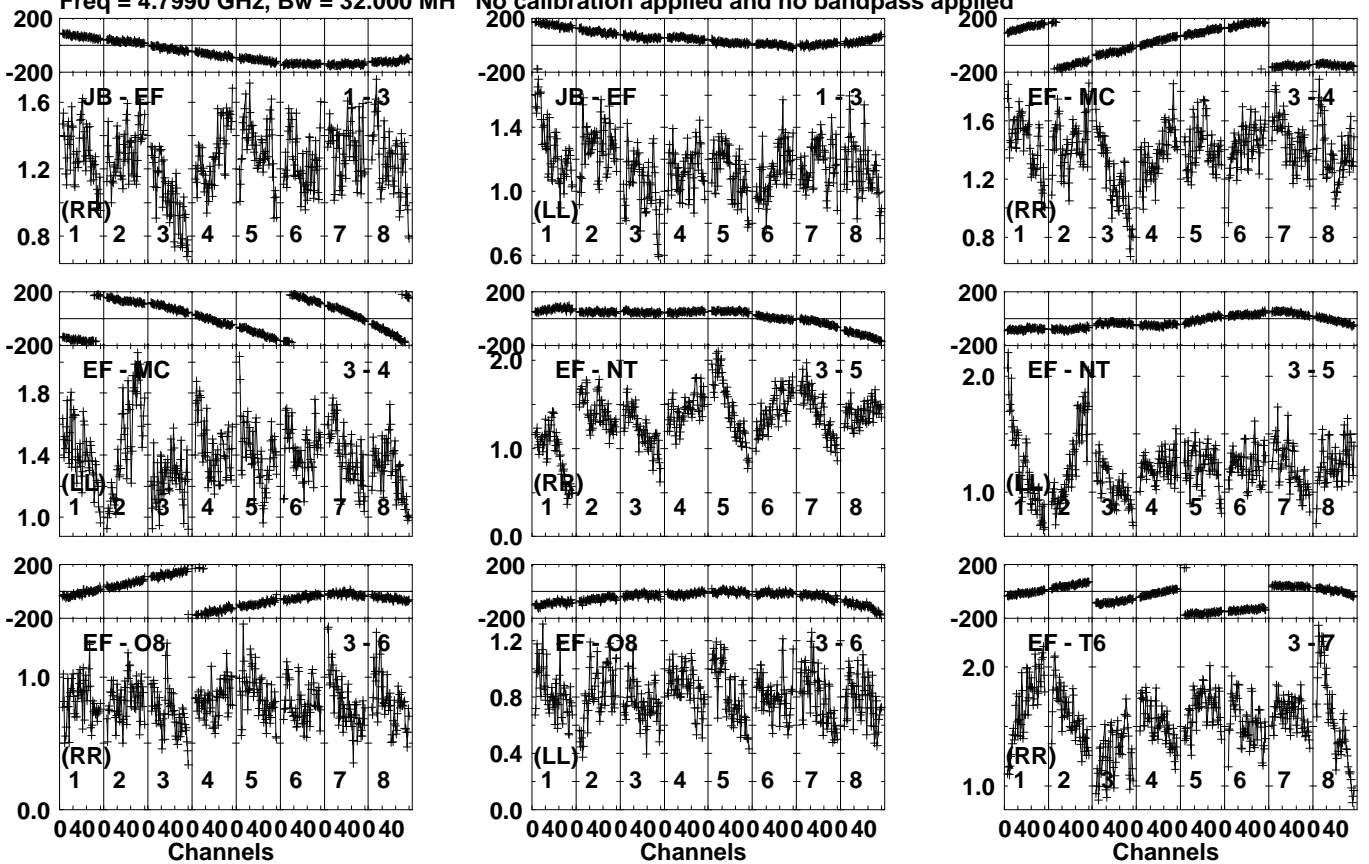 Freq = 4.7990 GHz, Bw = 32.000 MH No calibration applied and no bandpass applied
200
-200
JB - EF 1 - 3
1.6
1.2
0.8
(RR)
1 2 3 4 5 6 7 8
200
-200
JB - EF 1 - 3
1.4
1.0
0.6
(LL)
1 2 3 4 5 6 7 8
200
-200
EF - MC 3 - 4
1.6
1.2
0.8
(RR)
1 2 3 4 5 6 7 8
200
-200
EF - MC 3 - 4
1.8
1.4
1.0
(LL)
1 2 3 4 5 6 7 8
200
-200
EF - NT 3 - 5
2.0
1.0
0.0
(RR)
1 2 3 4 5 6 7 8
200
-200
EF - NT 3 - 5
2.0
1.0
(LL)
1 2 3 4 5 6 7 8
200
-200
EF - O8 3 - 6
1.0
0.0
(RR)
1 2 3 4 5 6 7 8
0 40 0 40 0 40 0 40 0 40 0 40 0 40 0 40
Channels
200
-200
EF - O8 3 - 6
1.2
0.8
0.4
0.0
(LL)
1 2 3 4 5 6 7 8
0 40 0 40 0 40 0 40 0 40 0 40 0 40 0 40
Channels
200
-200
EF - T6 3 - 7
2.0
1.0
(RR)
1 2 3 4 5 6 7 8
0 40 0 40 0 40 0 40 0 40 0 40 0 40 0 40
Channels